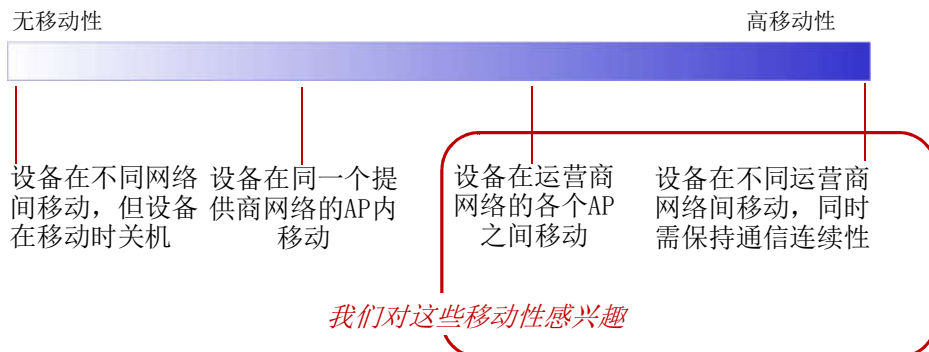 无移动性
高移动性
设备在不同网络
间移动，但设备
在移动时关机
设备在同一个提
供商网络的AP内
移动
设备在运营商
网络的各个AP
之间移动
设备在不同运营商
网络间移动，同时
需保持通信连续性
我们对这些移动性感兴趣